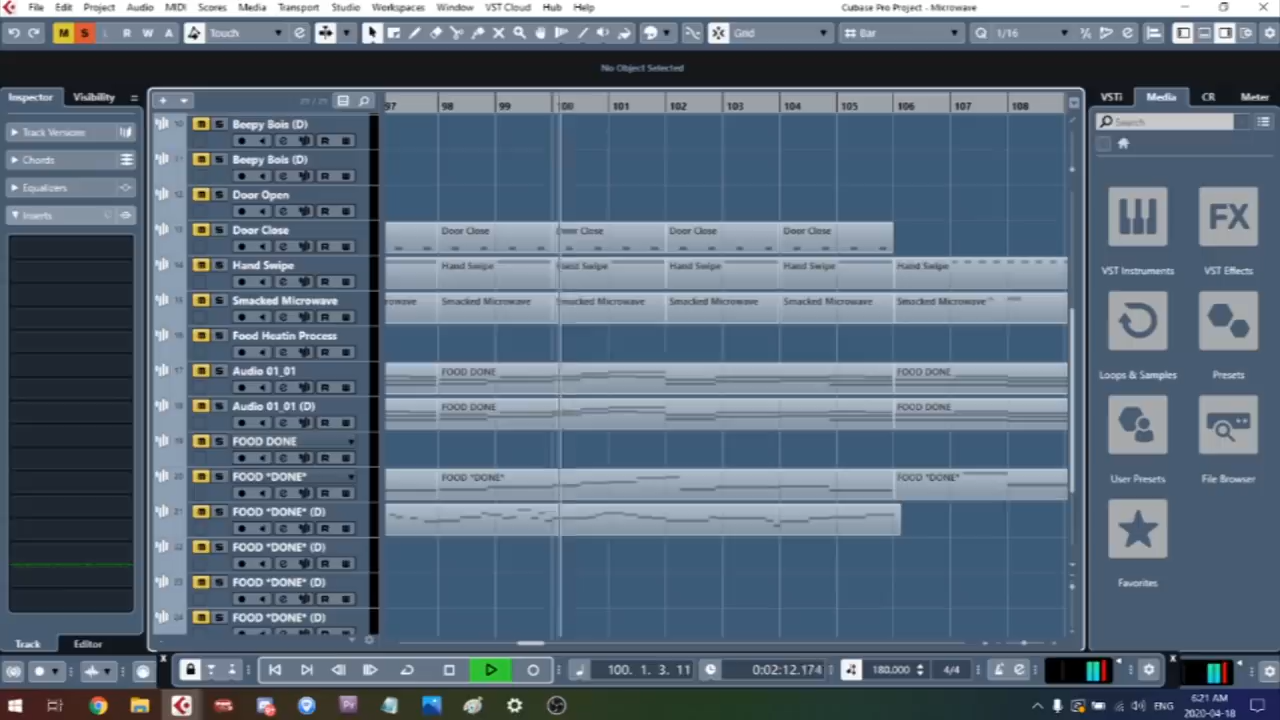 File Edit Project Audio MIDI Scores Media Transport Studio Workspaces Window VST Cloud Hub Help
Cubase Pro Project - Microwave
M S L R W A Touch Grid Bar Q 1/16
No Object Selected
Inspector Visibility
Track Versions
Chords
Equalizers
Inserts
97 98 99 100 101 102 103 104 105 106 107 108
Beepy Bois (D)
Beepy Bois (D)
Door Open
Door Close
Door Close Door Close Door Close Door Close
Hand Swipe
Hand Swipe Hand Swipe Hand Swipe Hand Swipe Hand Swipe
Smacked Microwave
rowave Smacked Microwave Smacked Microwave Smacked Microwave Smacked Microwave Smacked Microwave
Food Heatin Process
Audio 01_01
FOOD DONE FOOD DONE
Audio 01_01 (D)
FOOD DONE FOOD DONE
FOOD DONE
FOOD *DONE*
FOOD *DONE* FOOD *DONE*
FOOD *DONE* (D)
FOOD *DONE* (D)
FOOD *DONE* (D)
FOOD *DONE* (D)
VSTi Media CR Meter
Search
VST Instruments VST Effects
Loops & Samples Presets
User Presets File Browser
Favorites
Track Editor
100. 1. 3. 11 0:02:12.174 180.000 4/4
ENG
6:21 AM
2020-04-18